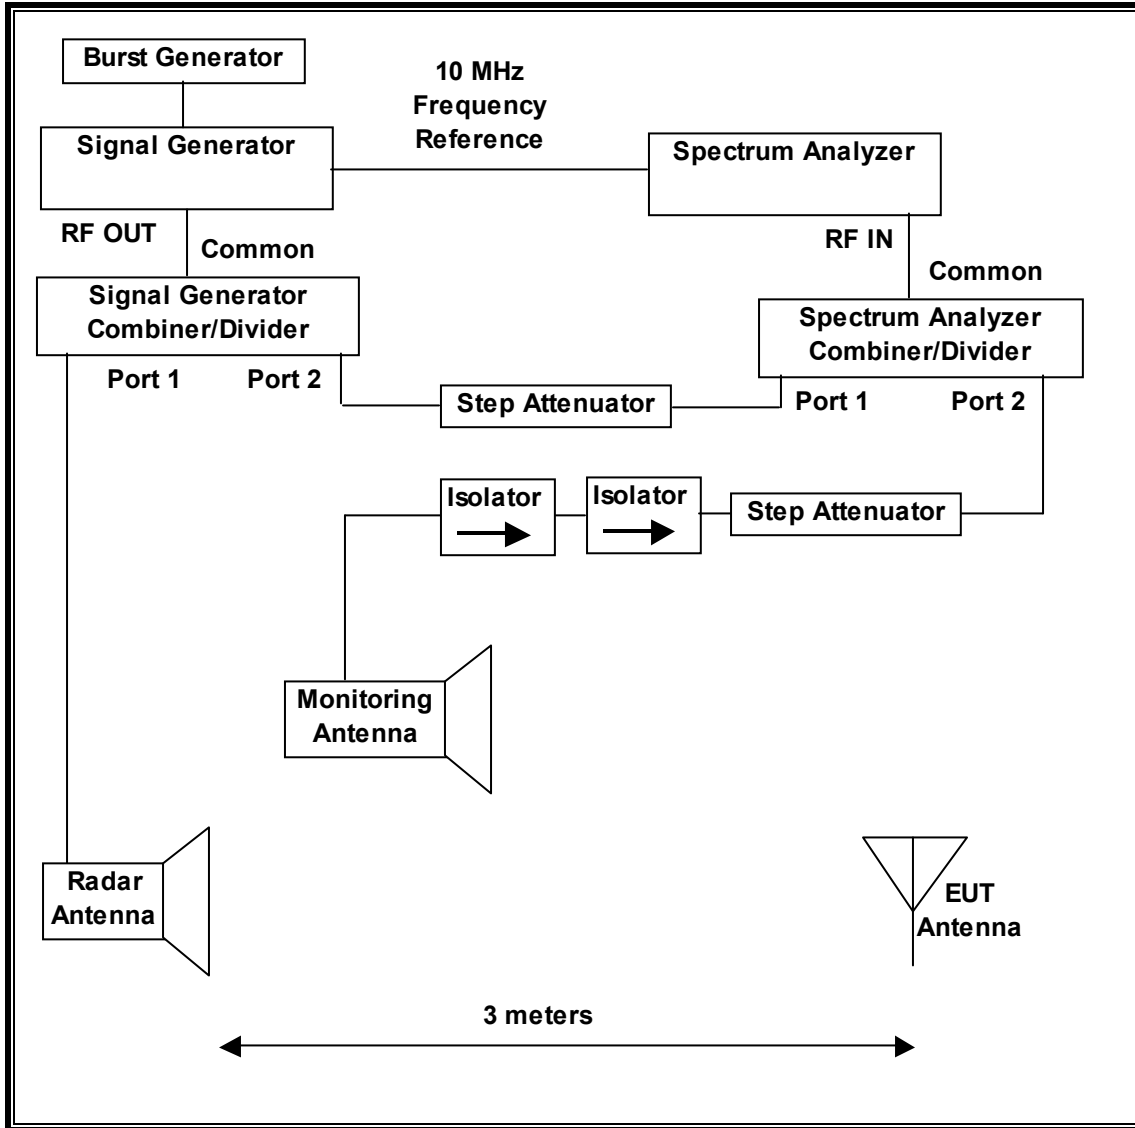 Burst Generator
10 MHz
Frequency
Reference
Signal Generator
Spectrum Analyzer
RF OUT
Common
RF IN
Common
Signal Generator
Combiner/Divider
Spectrum Analyzer
Combiner/Divider
Port 1
Port 2
Step Attenuator
Port 1
Port 2
Isolator
Isolator
Step Attenuator
Monitoring
Antenna
Radar
Antenna
EUT
Antenna
3 meters